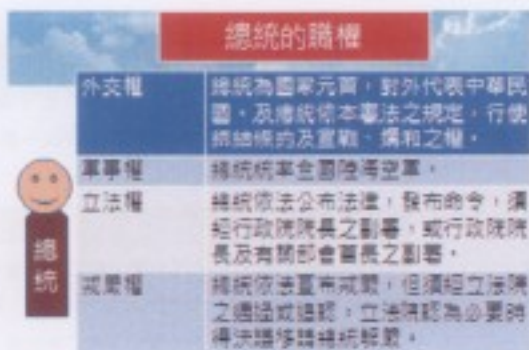 總統的職權
外交權
總統為國家元首,對外代表中華民
國。及總統依本憲法之規定,行使
締結條約及宣戰、媾和之權。
軍事權
總統統率全國陸海空軍。
立法權
總統依法公布法律,發布命令,須
經行政院院長之副署,或行政院院
長及有關部會首長之副署。
戒嚴權
總統依法宣布戒嚴,但須經立法院
之通過或追認,立法院認為必要時
得決議移請總統解嚴。
總統